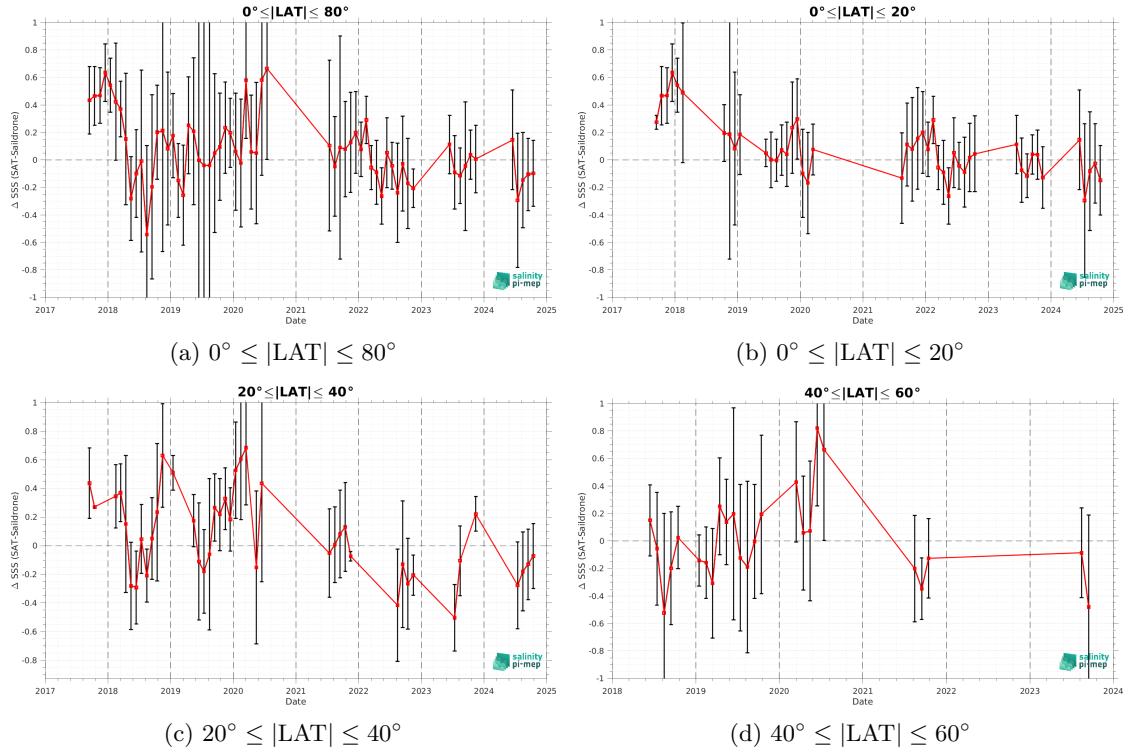 0°≤|LAT|≤ 80°
Δ SSS (SAT-Saildrone)
1
0.8
0.6
0.4
0.2
0
-0.2
-0.4
-0.6
-0.8
-1
2017 2018 2019 2020 2021 2022 2023 2024 2025
Date
salinity
pi-mep
(a) 0° ≤ |LAT| ≤ 80°
0°≤|LAT|≤ 20°
Δ SSS (SAT-Saildrone)
1
0.8
0.6
0.4
0.2
0
-0.2
-0.4
-0.6
-0.8
-1
2017 2018 2019 2020 2021 2022 2023 2024 2025
Date
salinity
pi-mep
(b) 0° ≤ |LAT| ≤ 20°
20°≤|LAT|≤ 40°
Δ SSS (SAT-Saildrone)
1
0.8
0.6
0.4
0.2
0
-0.2
-0.4
-0.6
-0.8
2017 2018 2019 2020 2021 2022 2023 2024 2025
Date
salinity
pi-mep
(c) 20° ≤ |LAT| ≤ 40°
40°≤|LAT|≤ 60°
Δ SSS (SAT-Saildrone)
1
0.8
0.6
0.4
0.2
0
-0.2
-0.4
-0.6
-0.8
-1
2018 2019 2020 2021 2022 2023 2024
Date
salinity
pi-mep
(d) 40° ≤ |LAT| ≤ 60°